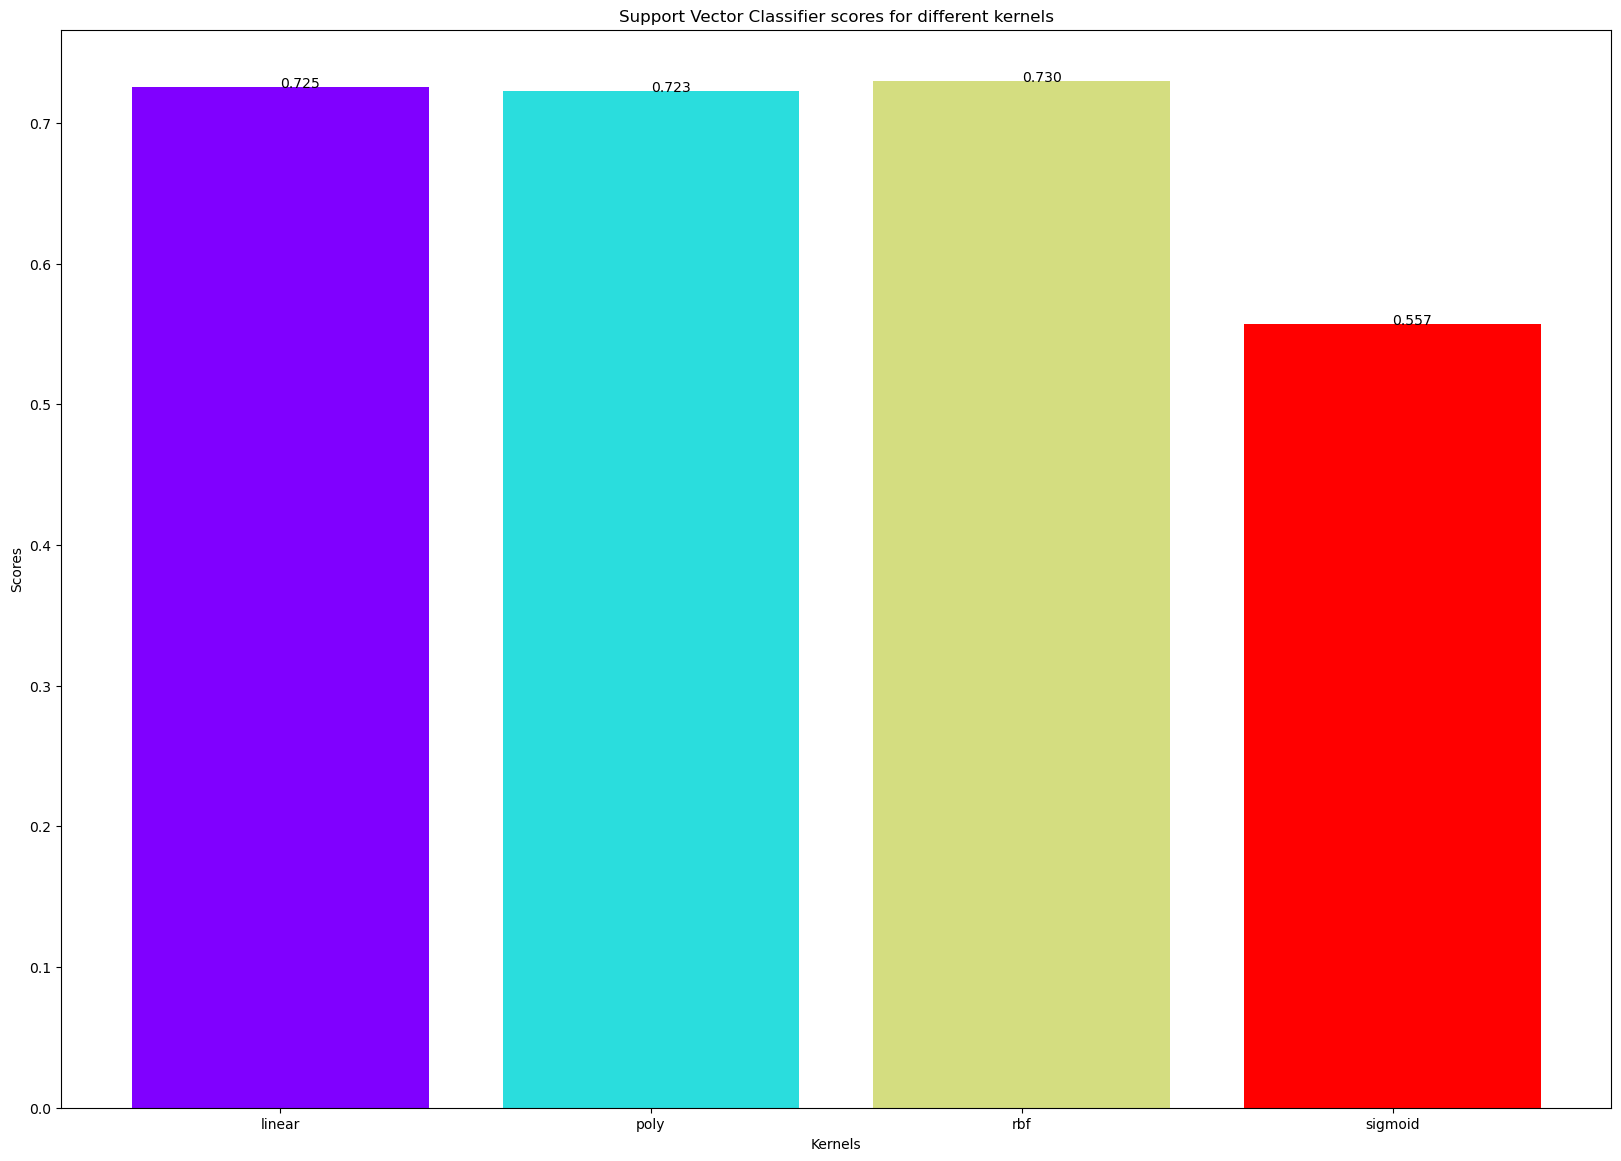 Support Vector Classifier scores for different kernels
0.725
0.723
0.730
0.557
0.7
0.6
0.5
0.4
0.3
0.2
0.1
0.0
Scores
linear
poly
rbf
sigmoid
Kernels